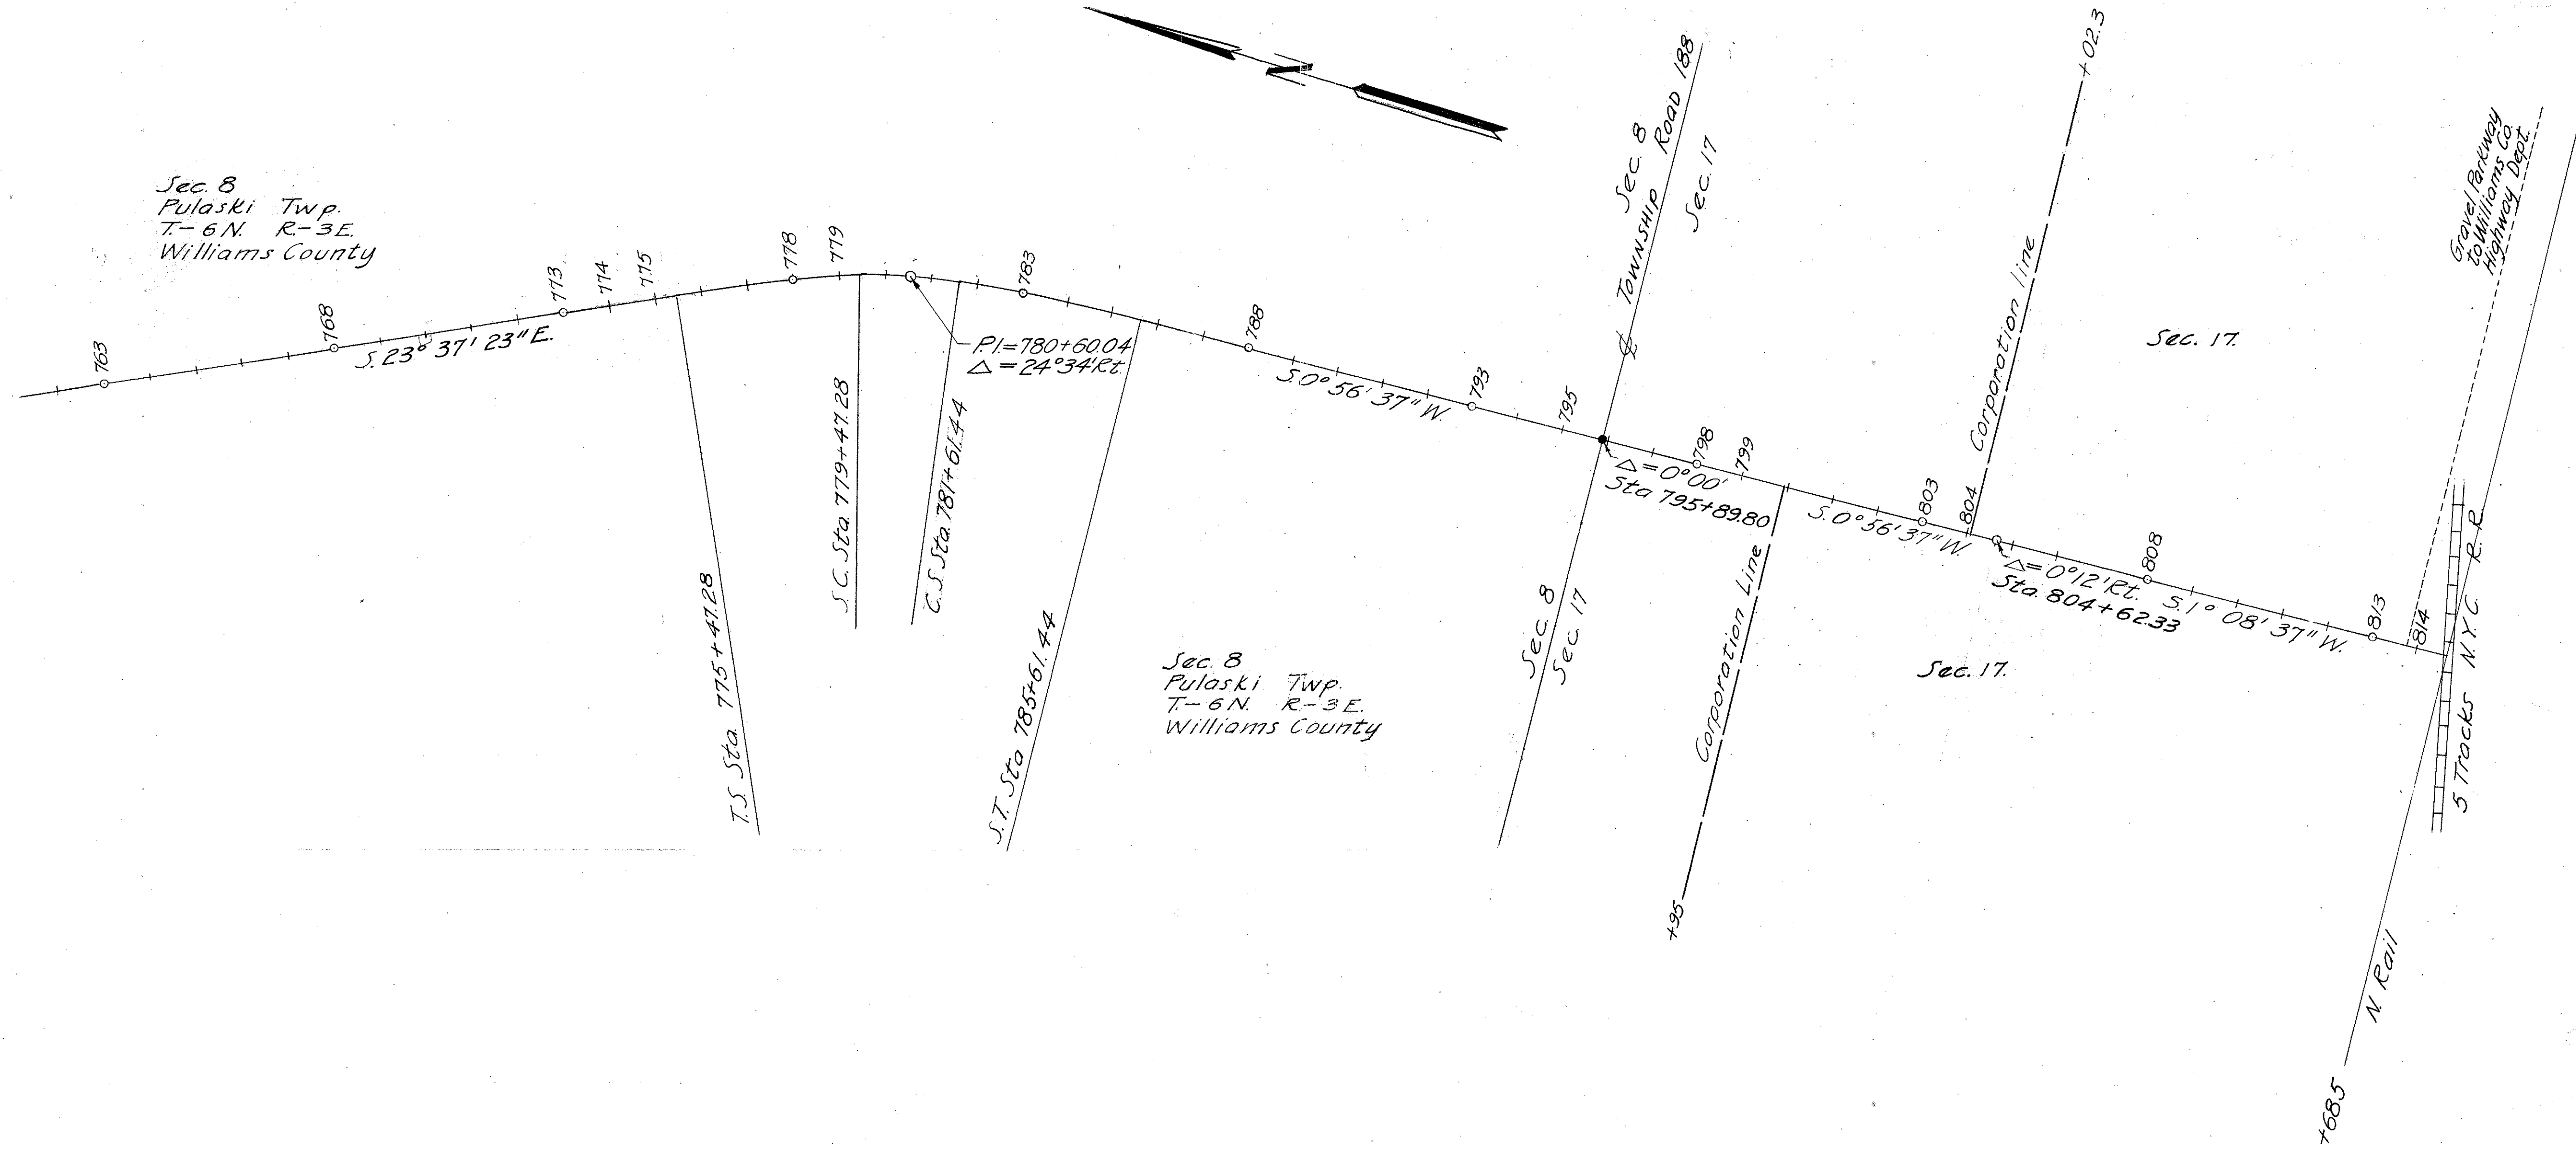 N
Sec. 8
Pulaski Twp.
T.-6N. R-3E.
Williams County
763
768
S. 23° 37' 23" E.
773
774
775
778
779
P.I.=780+60.04
Δ=24°34'Rt.
783
788
S. 0° 56' 37" W.
793
795
T.S. Sta. 775+47.28
S.C. Sta. 779+47.28
C.S. Sta. 781+61.44
S.T. Sta 785+61.44
Sec. 8
Pulaski Twp.
T.-6N. R.-3E.
Williams County
Sec. 8
Township Road 188
Sec. 17
℄
Δ=0°00'
Sta 795+89.80
798
799
Sec. 8
Sec. 17
Corporation Line
+95
S. 0° 56' 37" W.
803
804
Corporation line
+02.3
Δ=0°12'Rt.
Sta. 804+62.33
808
S. 1° 08' 37" W.
813
814
Sec. 17.
Sec. 17.
Gravel Parkway
to Williams Co.
Highway Dept.
5 Tracks N.Y.C. R.R.
N. Rail
+68.5